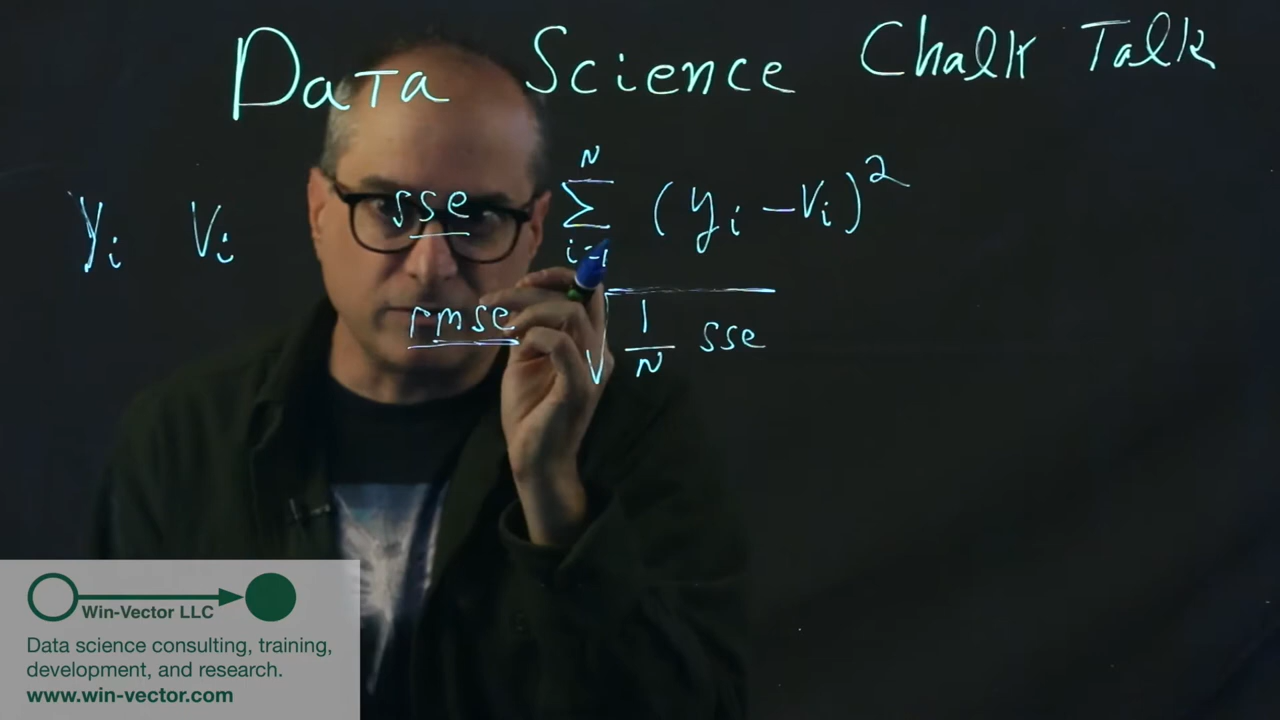 Data Science Chalk Talk
yi vi sse N∑i=1 (yi - vi)²
rmse √ 1/N sse
Win-Vector LLC
Data science consulting, training,
development, and research.
www.win-vector.com